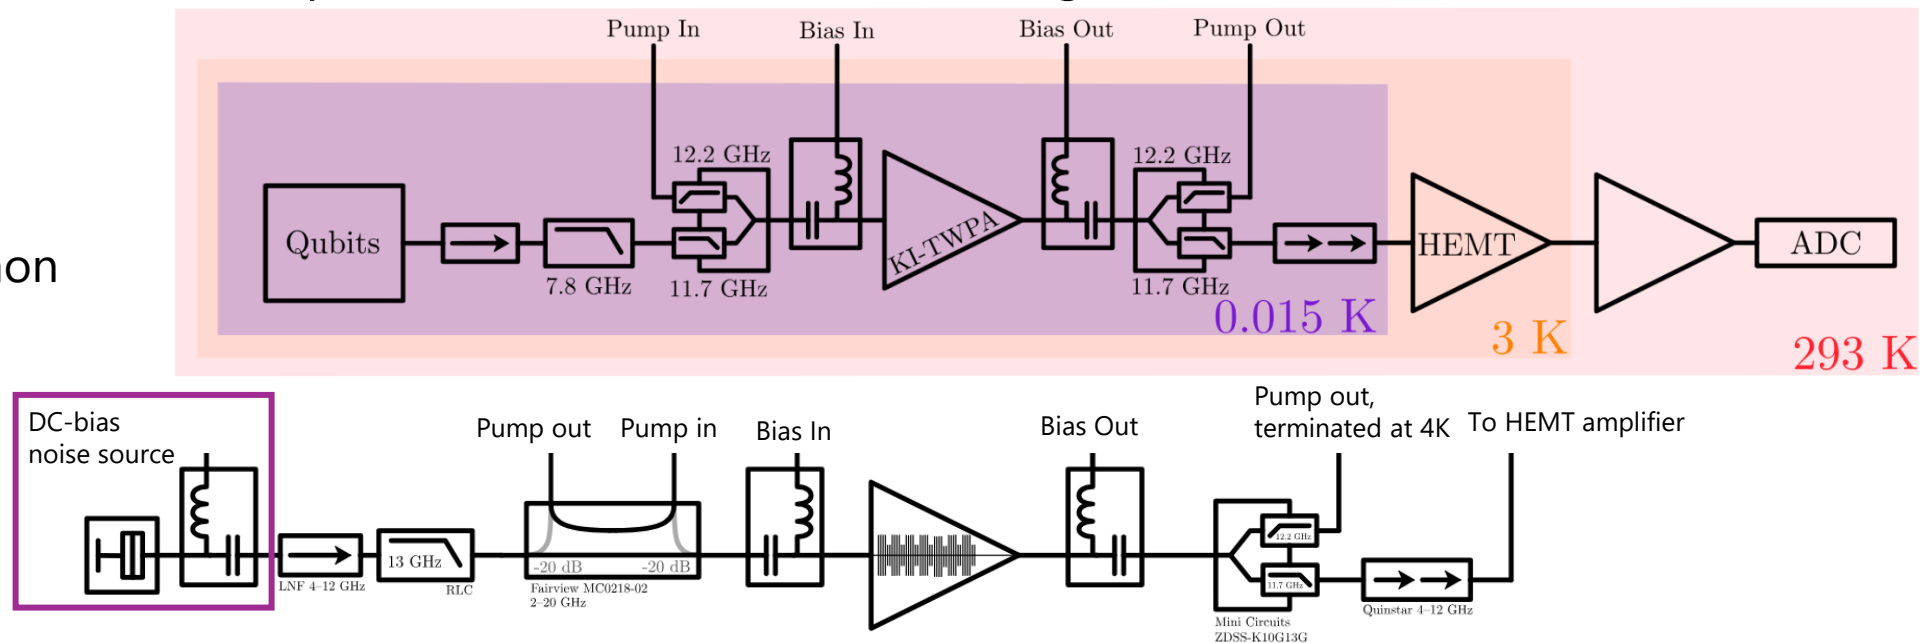 Pump In
Bias In
Bias Out
Pump Out
12.2 GHz
12.2 GHz
Qubits
KI-TWPA
HEMT
ADC
non
7.8 GHz
11.7 GHz
11.7 GHz
0.015 K
3 K
293 K
DC-bias
noise source
Pump out
Pump in
Bias In
Bias Out
Pump out,
terminated at 4K
To HEMT amplifier
12.2 GHz
13 GHz
-20 dB
-20 dB
11.7 GHz
LNF 4–12 GHz
RLC
Fairview MC0218-02
2–20 GHz
Quinstar 4–12 GHz
Mini Circuits
ZDSS-K10G13G